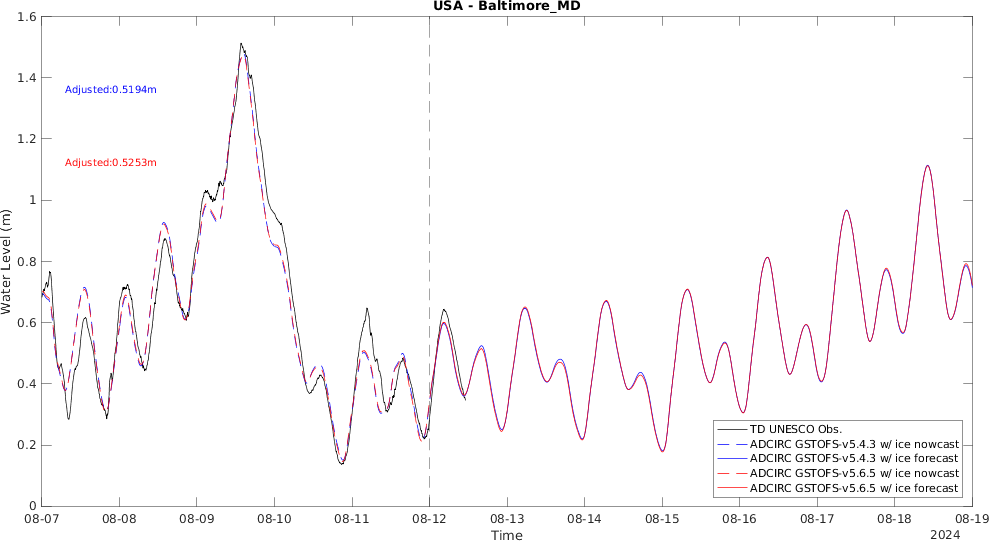 USA - Baltimore_MD
1.6
1.4
1.2
1
0.8
0.6
0.4
0.2
0
Water Level (m)
Adjusted:0.5194m
Adjusted:0.5253m
TD UNESCO Obs.
ADCIRC GSTOFS-v5.4.3 w/ ice nowcast
ADCIRC GSTOFS-v5.4.3 w/ ice forecast
ADCIRC GSTOFS-v5.6.5 w/ ice nowcast
ADCIRC GSTOFS-v5.6.5 w/ ice forecast
08-07 08-08 08-09 08-10 08-11 08-12 08-13 08-14 08-15 08-16 08-17 08-18 08-19
Time
2024